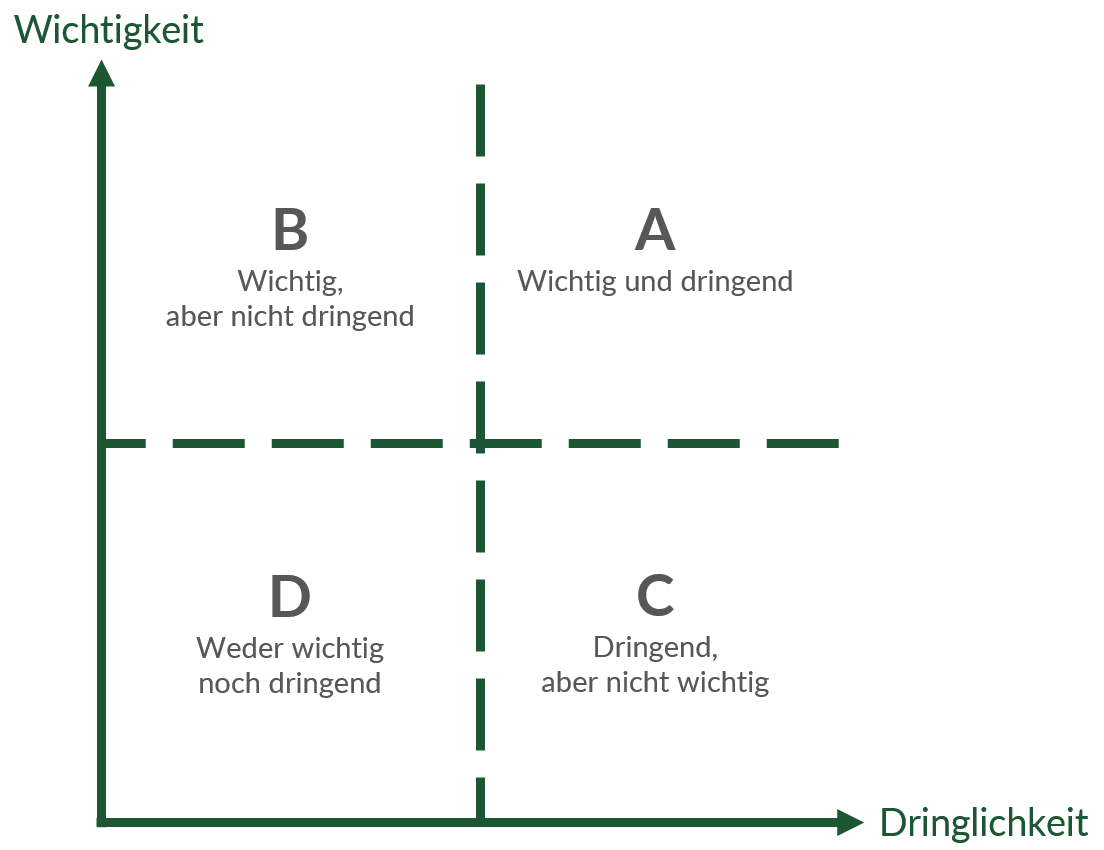 Wichtigkeit
B
Wichtig,
aber nicht dringend
A
Wichtig und dringend
D
Weder wichtig
noch dringend
C
Dringend,
aber nicht wichtig
Dringlichkeit